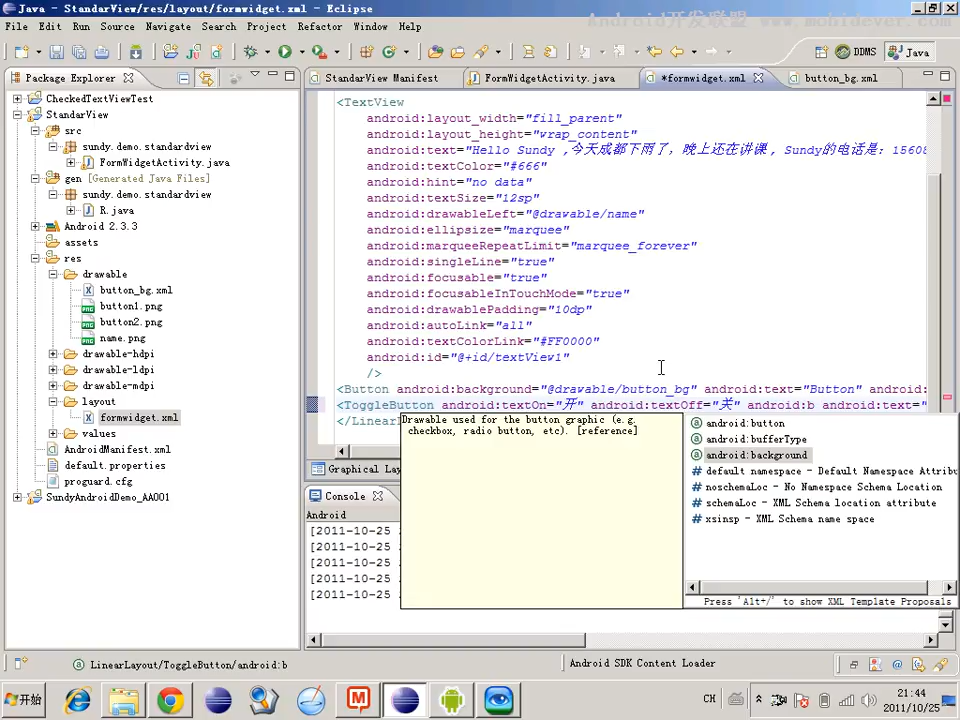 Java - StandarView/res/layout/formwidget.xml - Eclipse
Android开发联盟 www.mobidever.com
File Edit Run Source Navigate Search Project Refactor Window Help
DDMS Java
Package Explorer
StandarView Manifest FormWidgetActivity.java *formwidget.xml button_bg.xml
CheckedTextViewTest
StandarView
src
sundy.demo.standardview
FormWidgetActivity.java
gen [Generated Java Files]
sundy.demo.standardview
R.java
Android 2.3.3
assets
res
drawable
button_bg.xml
button1.png
button2.png
name.png
drawable-hdpi
drawable-ldpi
drawable-mdpi
layout
formwidget.xml
values
AndroidManifest.xml
default.properties
proguard.cfg
SundyAndroidDemo_AA001
<TextView
android:layout_width="fill_parent"
android:layout_height="wrap_content"
android:text="Hello Sundy ,今天成都下雨了，晚上还在讲课 , Sundy的电话是：15608
android:textColor="#666"
android:hint="no data"
android:textSize="12sp"
android:drawableLeft="@drawable/name"
android:ellipsize="marquee"
android:marqueeRepeatLimit="marquee_forever"
android:singleLine="true"
android:focusable="true"
android:focusableInTouchMode="true"
android:drawablePadding="10dp"
android:autoLink="all"
android:textColorLink="#FF0000"
android:id="@+id/textView1"
/>
<Button android:background="@drawable/button_bg" android:text="Button" android:
<ToggleButton android:textOn="开" android:textOff="关" android:b android:text="
</Linear
Drawable used for the button graphic (e.g.
checkbox, radio button, etc). [reference]
android:button
android:bufferType
android:background
default namespace - Default Namespace Attribu
noschemaLoc - No Namespace Schema Location
schemaLoc - XML Schema location attribute
xsinsp - XML Schema name space
Press 'Alt+/' to show XML Template Proposals
Graphical Lay
Console
Android
[2011-10-25
[2011-10-25
[2011-10-25
[2011-10-25
[2011-10-25
LinearLayout/ToggleButton/android:b
Android SDK Content Loader
开始
CH
21:44
2011/10/25